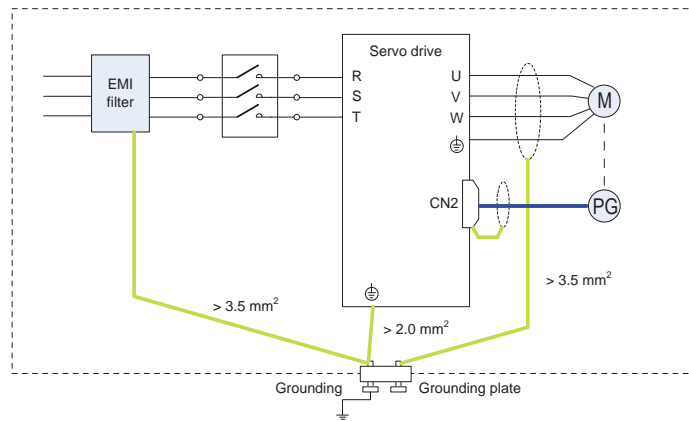 Servo drive
EMI
filter
R
S
T
U
V
W
M
CN2
PG
> 3.5 mm²
> 3.5 mm²
> 2.0 mm²
Grounding
Grounding plate